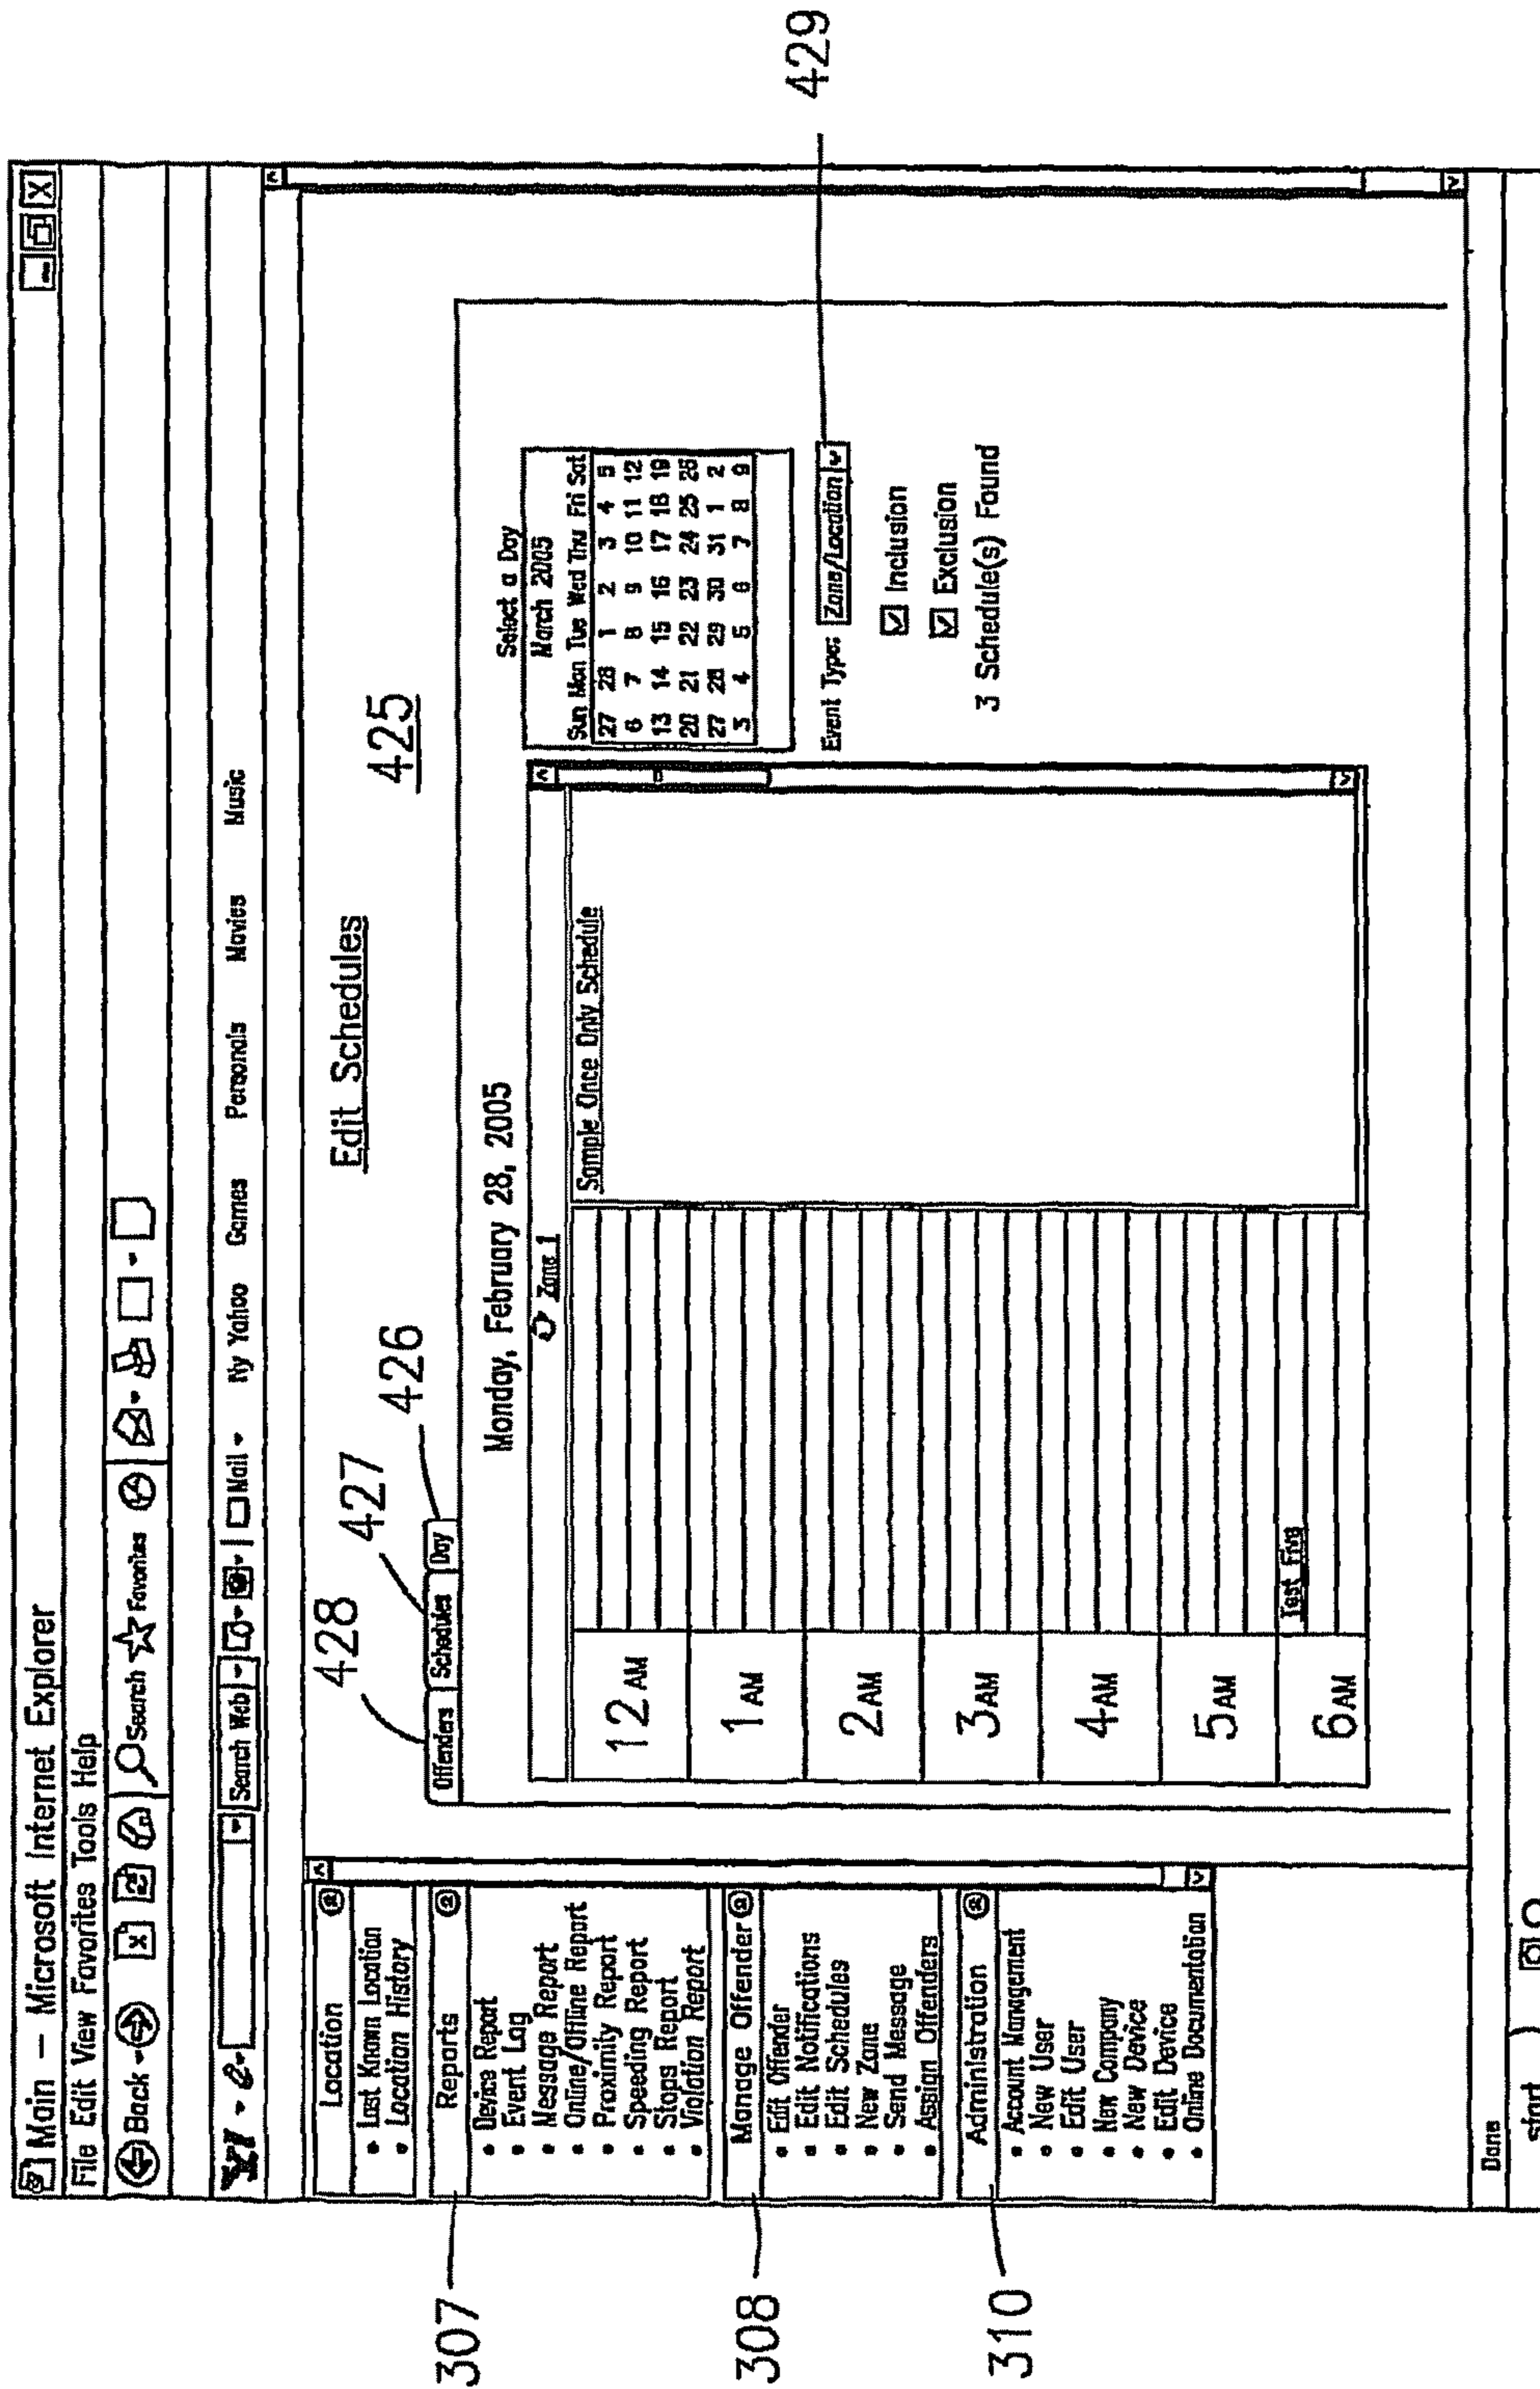 Main — Microsoft Internet Explorer
File Edit View Favorites Tools Help
Back Search Favorites
Y! Search Web Mail My Yahoo Games Personals Movies Music
Location
• Last Known Location
• Location History
307
Reports
• Device Report
• Event Log
• Message Report
• Online/Offline Report
• Proximity Report
• Speeding Report
• Stops Report
• Violation Report
308
Manage Offender
• Edit Offender
• Edit Notifications
• Edit Schedules
• New Zone
• Send Message
• Assign Offenders
310
Administration
• Account Management
• New User
• Edit User
• New Company
• New Device
• Edit Device
• Online Documentation
Edit Schedules
425
428
427
426
Offenders Schedules Day
Monday, February 28, 2005
Zone 1
Sample Once Only Schedule
12 AM
1 AM
2 AM
3 AM
4 AM
5 AM
6 AM
Test Five
Select a Day
March 2005
Sun Mon Tue Wed Thu Fri Sat
27 28 1 2 3 4 5
6 7 8 9 10 11 12
13 14 15 16 17 18 19
20 21 22 23 24 25 26
27 28 29 30 31 1 2
3 4 5 6 7 8 9
Event Type: Zone/Location
429
Inclusion
Exclusion
3 Schedule(s) Found
Done
start